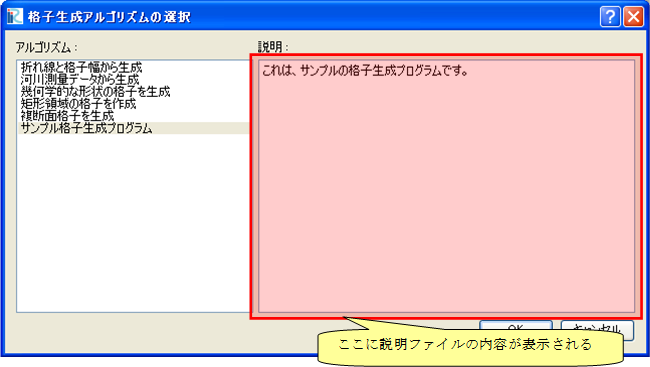 格子生成アルゴリズムの選択
アルゴリズム：
説明：
折れ線と格子幅から生成
河川測量データから生成
幾何学的な形状の格子を生成
矩形領域の格子を作成
複断面格子を生成
サンプル格子生成プログラム
これは、サンプルの格子生成プログラムです。
OK
キャンセル
ここに説明ファイルの内容が表示される